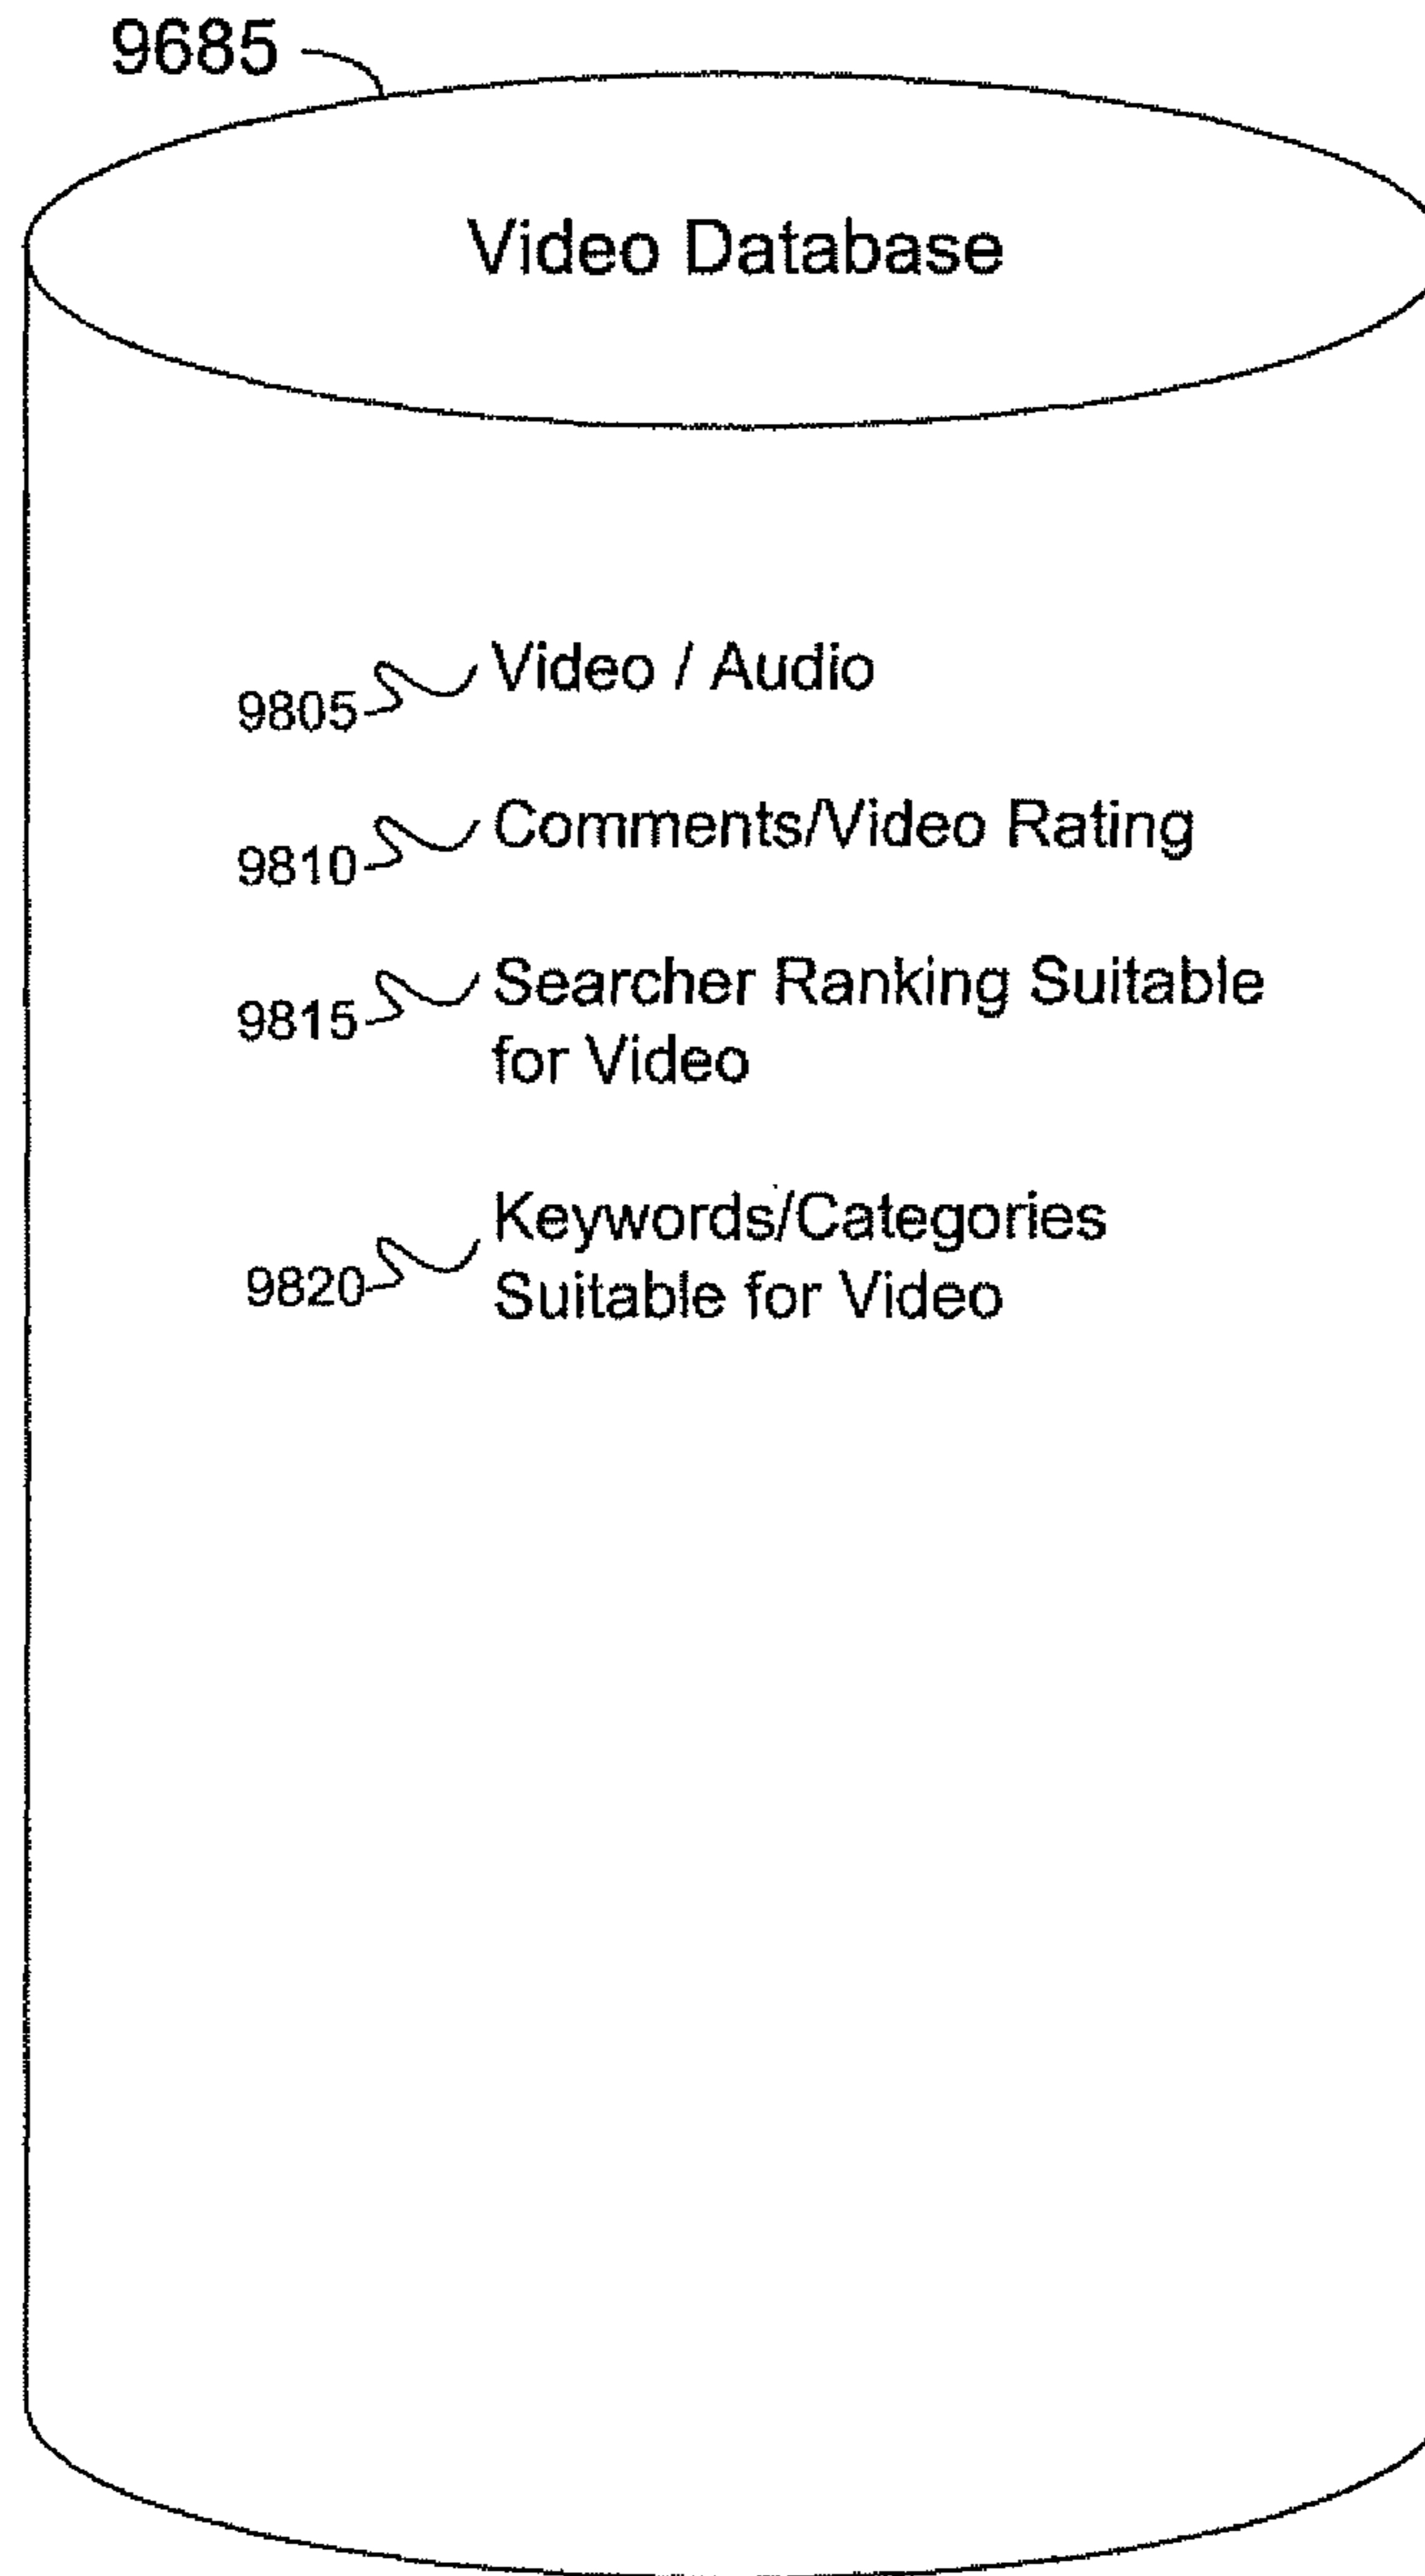 9685
Video Database
9805 Video / Audio
9810 Comments/Video Rating
9815 Searcher Ranking Suitable
for Video
9820 Keywords/Categories
Suitable for Video